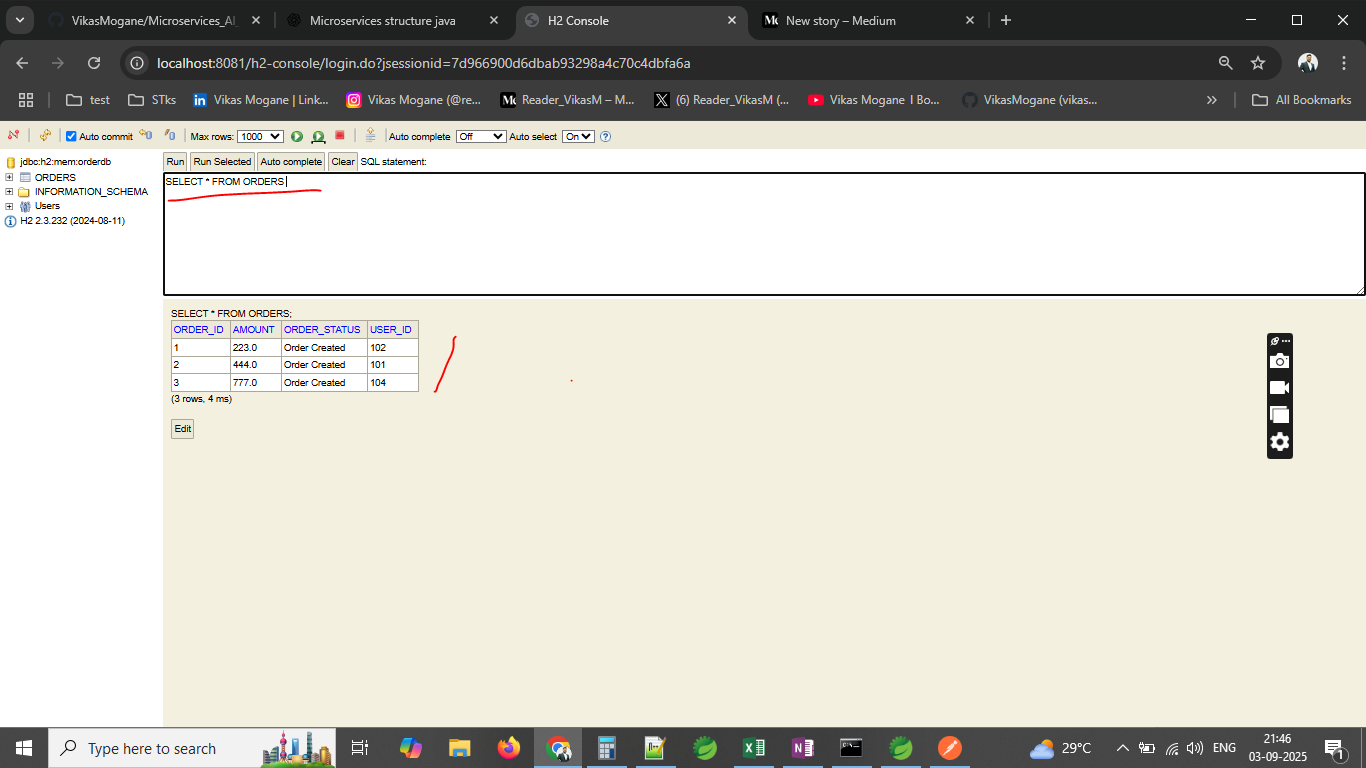 VikasMogane/Microservices_AI_
Microservices structure java
H2 Console
New story – Medium
localhost:8081/h2-console/login.do?jsessionid=7d966900d6dbab93298a4c70c4dbfa6a
test
STks
Vikas Mogane | Link...
Vikas Mogane (@re...
Reader_VikasM – M...
(6) Reader_VikasM (...
Vikas Mogane I Bo...
VikasMogane (vikas...
All Bookmarks
Auto commit
Max rows: 1000
Auto complete Off
Auto select On
jdbc:h2:mem:orderdb
ORDERS
INFORMATION_SCHEMA
Users
H2 2.3.232 (2024-08-11)
Run Run Selected Auto complete Clear SQL statement:
SELECT * FROM ORDERS
SELECT * FROM ORDERS;
ORDER_ID AMOUNT ORDER_STATUS USER_ID
1 223.0 Order Created 102
2 444.0 Order Created 101
3 777.0 Order Created 104
(3 rows, 4 ms)
Edit
Type here to search
29°C
ENG
21:46
03-09-2025
1